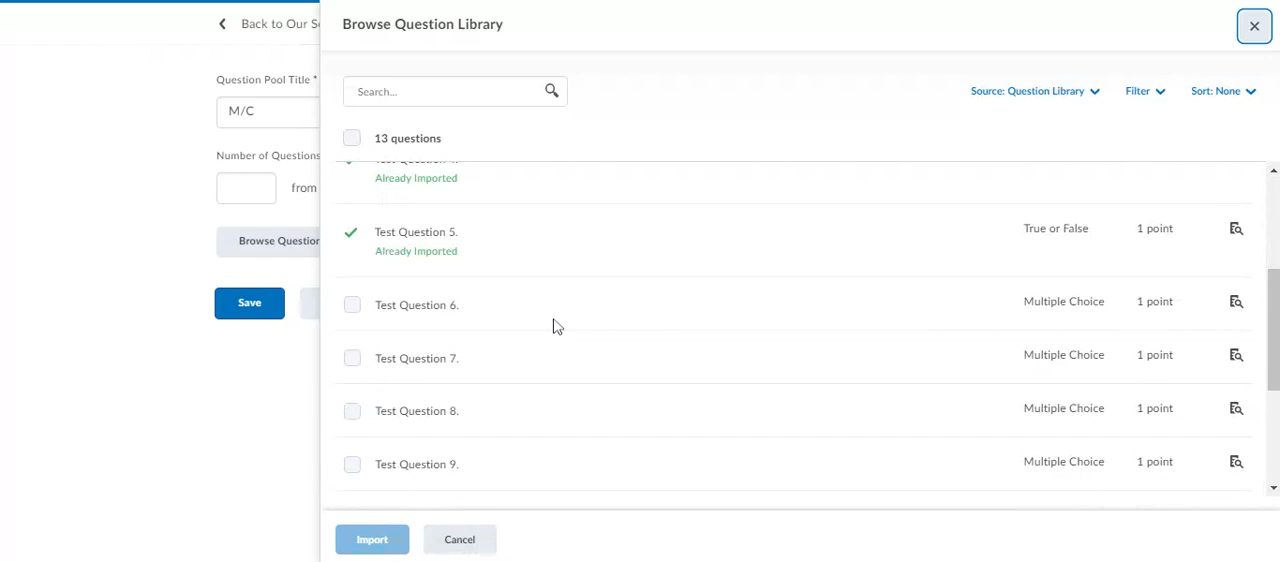 Back to Our S
Browse Question Library
Question Pool Title *
M/C
Number of Questions
from
Browse Question
Save
Search...
Source: Question Library
Filter
Sort: None
13 questions
Already Imported
Test Question 5.
True or False
1 point
Already Imported
Test Question 6.
Multiple Choice
1 point
Test Question 7.
Multiple Choice
1 point
Test Question 8.
Multiple Choice
1 point
Test Question 9.
Multiple Choice
1 point
Import
Cancel